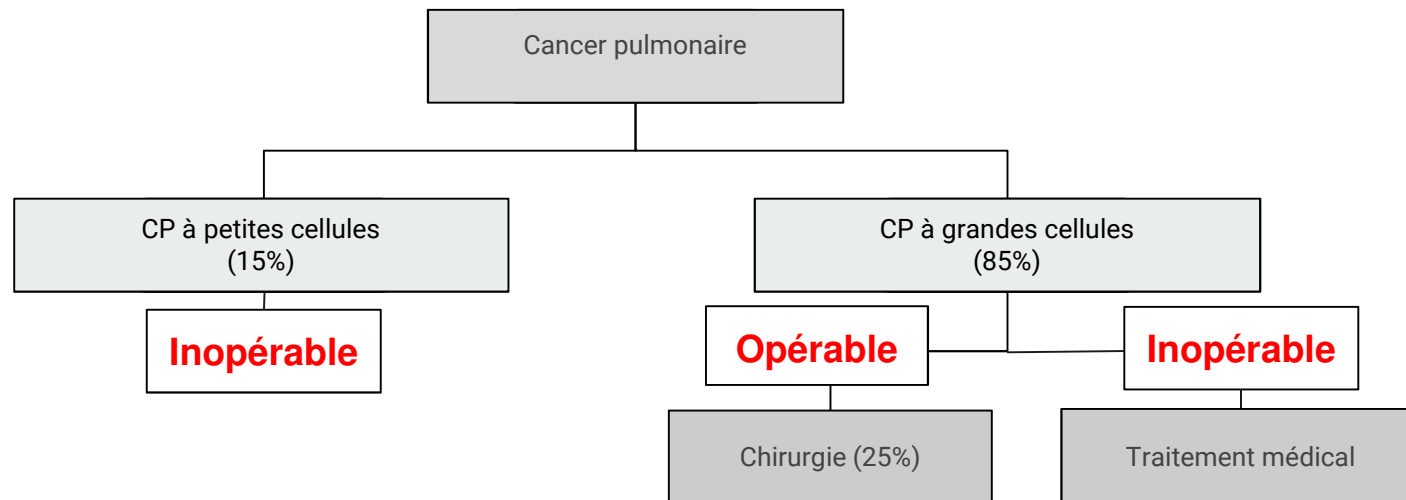 Cancer pulmonaire
CP à petites cellules
(15%)
CP à grandes cellules
(85%)
Inopérable
Opérable
Inopérable
Chirurgie (25%)
Traitement médical